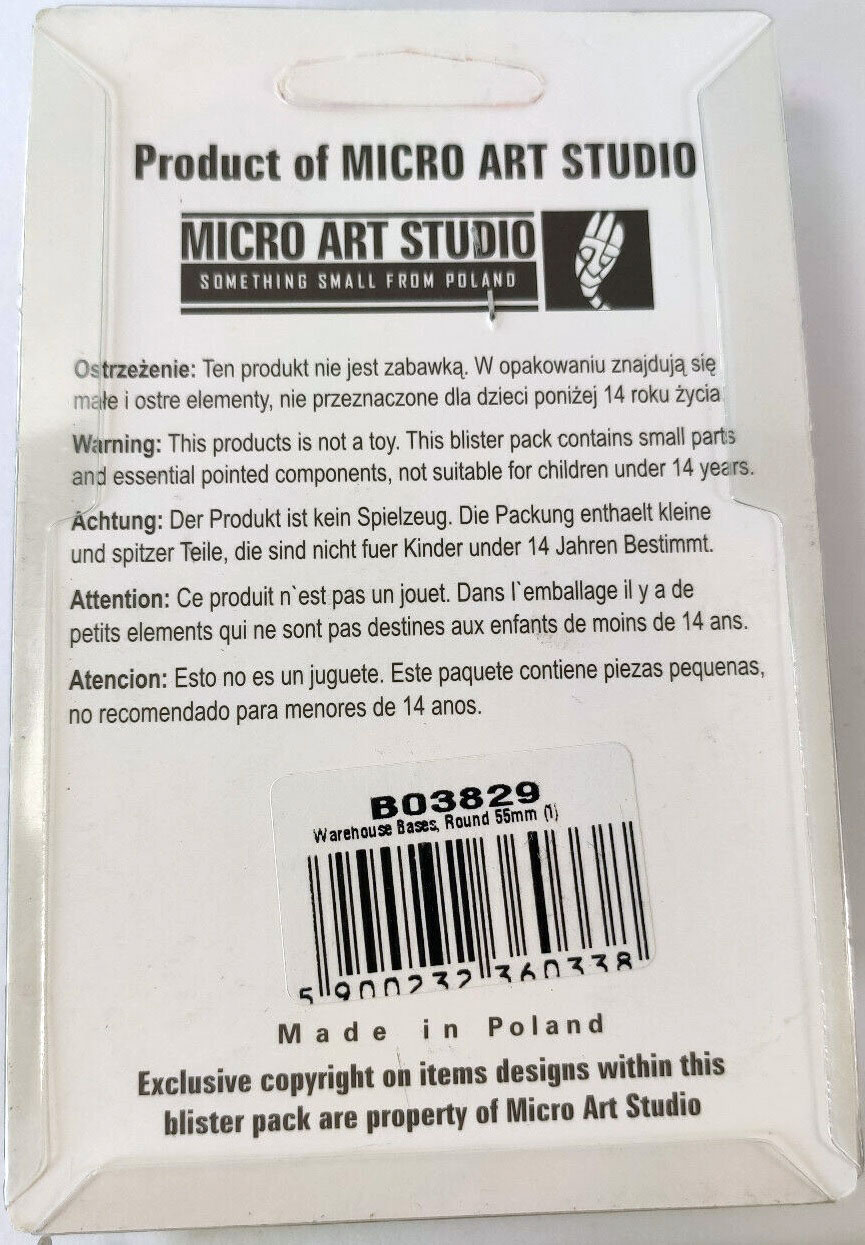 Product of MICRO ART STUDIO
MICRO ART STUDIO
SOMETHING SMALL FROM POLAND
Ostrzeżenie: Ten produkt nie jest zabawką. W opakowaniu znajdują się
małe i ostre elementy, nie przeznaczone dla dzieci poniżej 14 roku życia
Warning: This products is not a toy. This blister pack contains small parts
and essential pointed components, not suitable for children under 14 years.
Achtung: Der Produkt ist kein Spielzeug. Die Packung enthaelt kleine
und spitzer Teile, die sind nicht fuer Kinder under 14 Jahren Bestimmt.
Attention: Ce produit n`est pas un jouet. Dans l`emballage il y a de
petits elements qui ne sont pas destines aux enfants de moins de 14 ans.
Atencion: Esto no es un juguete. Este paquete contiene piezas pequenas,
no recomendado para menores de 14 anos.
B03829
Warehouse Bases, Round 55mm (1)
5 900232 360338
Made in Poland
Exclusive copyright on items designs within this
blister pack are property of Micro Art Studio